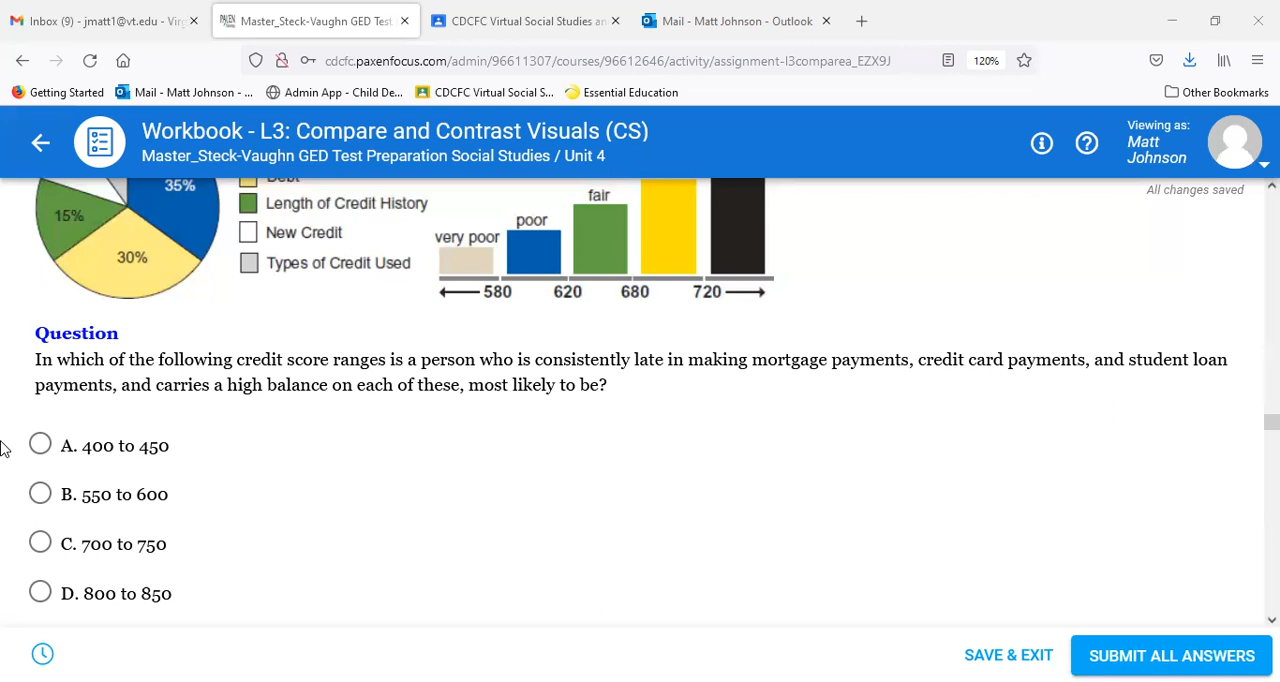 Inbox (9) - jmatt1@vt.edu - Virg
Master_Steck-Vaughn GED Test
CDCFC Virtual Social Studies an
Mail - Matt Johnson - Outlook
cdcfc.paxenfocus.com/admin/96611307/courses/96612646/activity/assignment-l3comparea_EZX9J
120%
Getting Started
Mail - Matt Johnson - ...
Admin App - Child De...
CDCFC Virtual Social S...
Essential Education
Other Bookmarks
Workbook - L3: Compare and Contrast Visuals (CS)
Master_Steck-Vaughn GED Test Preparation Social Studies / Unit 4
Viewing as:
Matt
Johnson
All changes saved
35%
15%
30%
Debt
Length of Credit History
New Credit
Types of Credit Used
very poor
poor
fair
580
620
680
720
Question
In which of the following credit score ranges is a person who is consistently late in making mortgage payments, credit card payments, and student loan
payments, and carries a high balance on each of these, most likely to be?
A. 400 to 450
B. 550 to 600
C. 700 to 750
D. 800 to 850
SAVE & EXIT
SUBMIT ALL ANSWERS